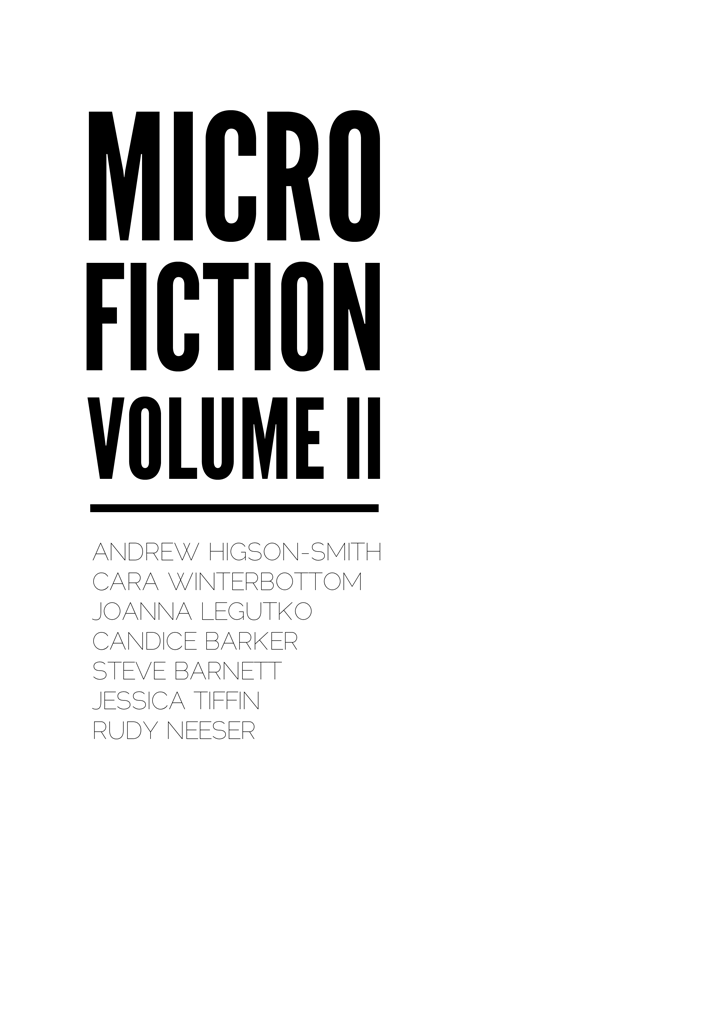 MICRO
FICTION
VOLUME II
ANDREW HIGSON-SMITH
CARA WINTERBOTTOM
JOANNA LEGUTKO
CANDICE BARKER
STEVE BARNETT
JESSICA TIFFIN
RUDY NEESER